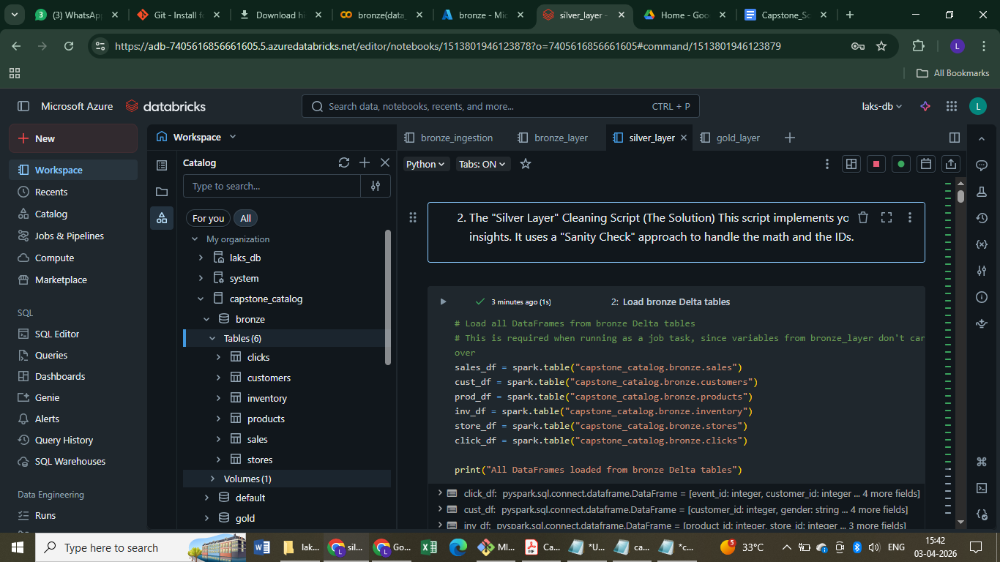 3
(3) WhatsAp
Git - Install f
Download hi
bronze(data_
bronze - Mic
silver_layer -
Home - Goo
Capstone_Sc
https://adb-7405616856661605.5.azuredatabricks.net/editor/notebooks/1513801946123878?o=7405616856661605#command/1513801946123879
L
All Bookmarks
Microsoft Azure
databricks
Search data, notebooks, recents, and more...
CTRL + P
laks-db
L
New
Workspace
Recents
Catalog
Jobs & Pipelines
Compute
Marketplace
SQL
SQL Editor
Queries
Dashboards
Genie
Alerts
Query History
SQL Warehouses
Data Engineering
Runs
Workspace
Catalog
Type to search...
For you
All
My organization
laks_db
system
capstone_catalog
bronze
Tables (6)
clicks
customers
inventory
products
sales
stores
Volumes (1)
default
gold
bronze_ingestion
bronze_layer
silver_layer
gold_layer
Python
Tabs: ON
2. The "Silver Layer" Cleaning Script (The Solution) This script implements yo
insights. It uses a "Sanity Check" approach to handle the math and the IDs.
3 minutes ago (1s)
2: Load bronze Delta tables
# Load all DataFrames from bronze Delta tables
# This is required when running as a job task, since variables from bronze_layer don't car
over
sales_df = spark.table("capstone_catalog.bronze.sales")
cust_df = spark.table("capstone_catalog.bronze.customers")
prod_df = spark.table("capstone_catalog.bronze.products")
inv_df = spark.table("capstone_catalog.bronze.inventory")
store_df = spark.table("capstone_catalog.bronze.stores")
click_df = spark.table("capstone_catalog.bronze.clicks")
print("All DataFrames loaded from bronze Delta tables")
click_df: pyspark.sql.connect.dataframe.DataFrame = [event_id: integer, customer_id: integer ... 4 more fields]
cust_df: pyspark.sql.connect.dataframe.DataFrame = [customer_id: integer, gender: string ... 4 more fields]
inv_df: pyspark.sql.connect.dataframe.DataFrame = [product_id: integer, store_id: integer ... 3 more fields]
Type here to search
lak...
sil...
Go...
MI...
Ca...
*U...
ca...
*c...
5
33°C
ENG
15:42
03-04-2026